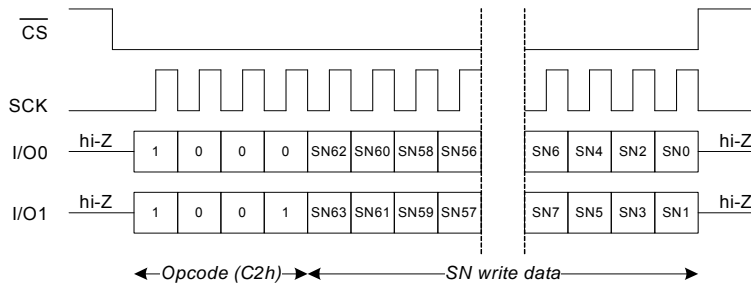 CS
SCK
I/O0 hi-Z 1 0 0 0 SN62 SN60 SN58 SN56 SN6 SN4 SN2 SN0 hi-Z
I/O1 hi-Z 1 0 0 1 SN63 SN61 SN59 SN57 SN7 SN5 SN3 SN1 hi-Z
Opcode (C2h) SN write data